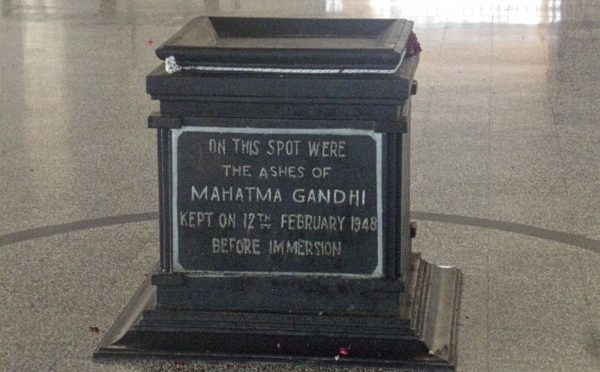 ON THIS SPOT WERE
THE ASHES OF
MAHATMA GANDHI
KEPT ON 12TH FEBRUARY 1948
BEFORE IMMERSION